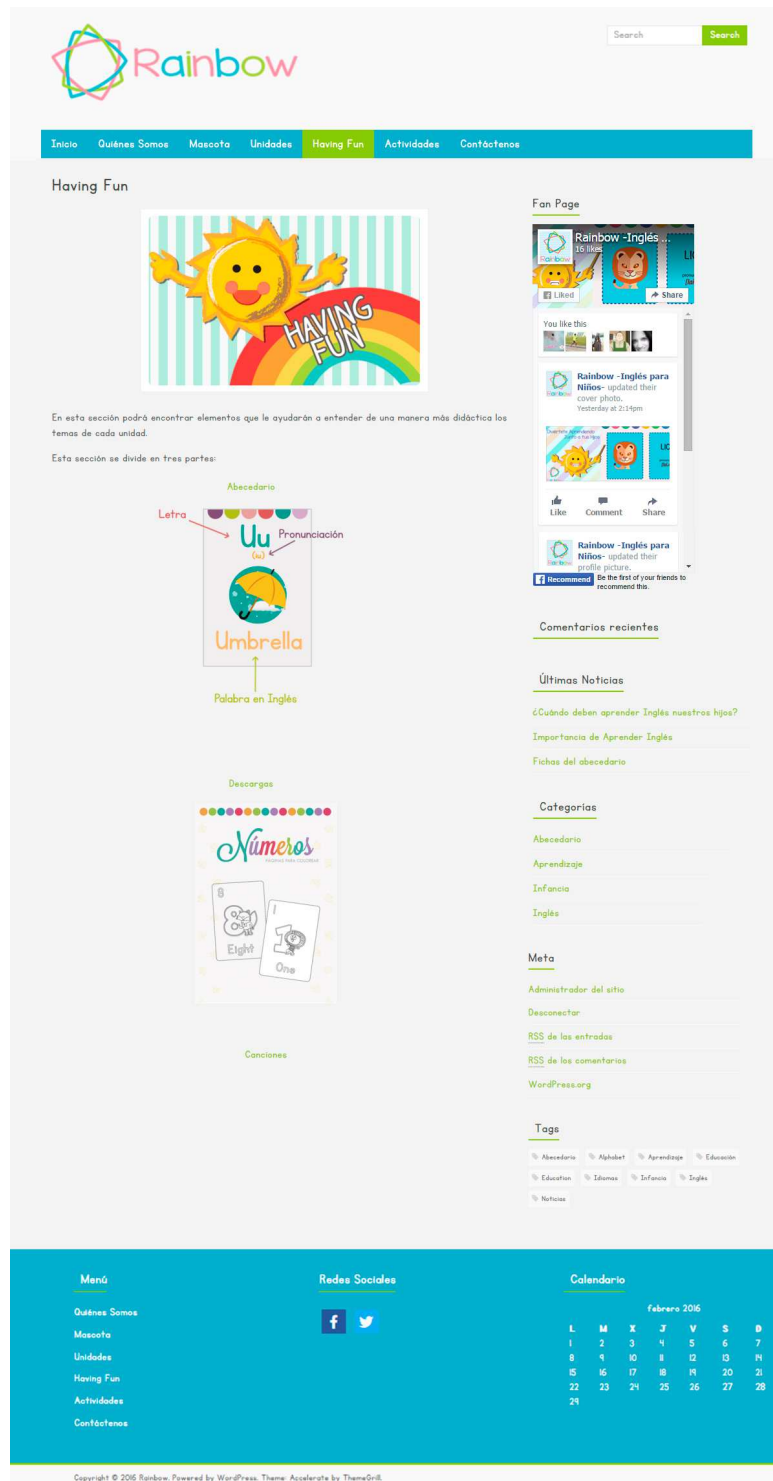 Rainbow
Search
Search
Inicio
Quiénes Somos
Mascota
Unidades
Having Fun
Actividades
Contáctenos
Having Fun
HAVING
FUN
En esta sección podrá encontrar elementos que le ayudarán a entender de una manera más didáctica los
temas de cada unidad.
Esta sección se divide en tres partes:
Abecedario
Letra
Uu
Pronunciación
(iu)
Umbrella
Palabra en Inglés
Descargas
Números
PÁGINAS PARA COLOREAR
8
Eight
1
One
Canciones
Fan Page
Rainbow -Inglés ...
16 likes
Rainbow
Liked
Share
You like this
Rainbow -Inglés para
Niños- updated their
cover photo.
Yesterday at 2:14pm
Like
Comment
Share
Rainbow -Inglés para
Niños- updated their
profile picture.
Recommend
Be the first of your friends to
recommend this.
Comentarios recientes
Últimas Noticias
¿Cuándo deben aprender Inglés nuestros hijos?
Importancia de Aprender Inglés
Fichas del abecedario
Categorías
Abecedario
Aprendizaje
Infancia
Inglés
Meta
Administrador del sitio
Desconectar
RSS de las entradas
RSS de los comentarios
WordPress.org
Tags
Abecedario
Alphabet
Aprendizaje
Educación
Education
Idiomas
Infancia
Inglés
Noticias
Menú
Quiénes Somos
Mascota
Unidades
Having Fun
Actividades
Contáctenos
Redes Sociales
Calendario
febrero 2016
L M X J V S D
1 2 3 4 5 6 7
8 9 10 11 12 13 14
15 16 17 18 19 20 21
22 23 24 25 26 27 28
29
Copyright © 2016 Rainbow. Powered by WordPress. Theme: Accelerate by ThemeGrill.